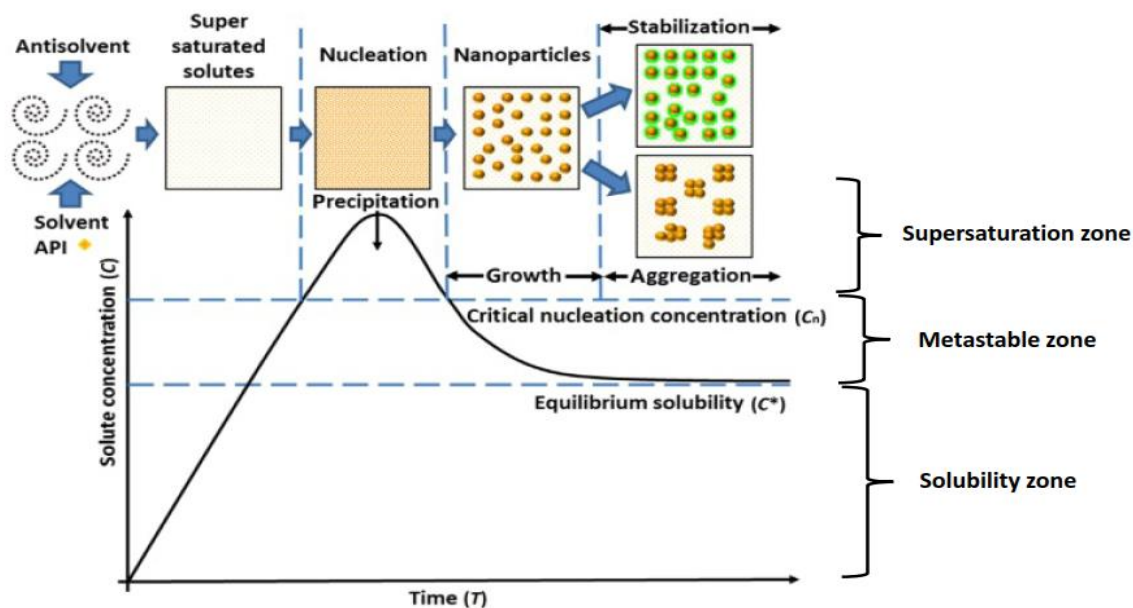 Antisolvent
Super
saturated
solutes
Nucleation
Nanoparticles
Stabilization
Solvent
API
Precipitation
Growth
Aggregation
Supersaturation zone
Critical nucleation concentration (Cₙ)
Metastable zone
Equilibrium solubility (C*)
Solubility zone
Solute concentration (C)
Time (T)